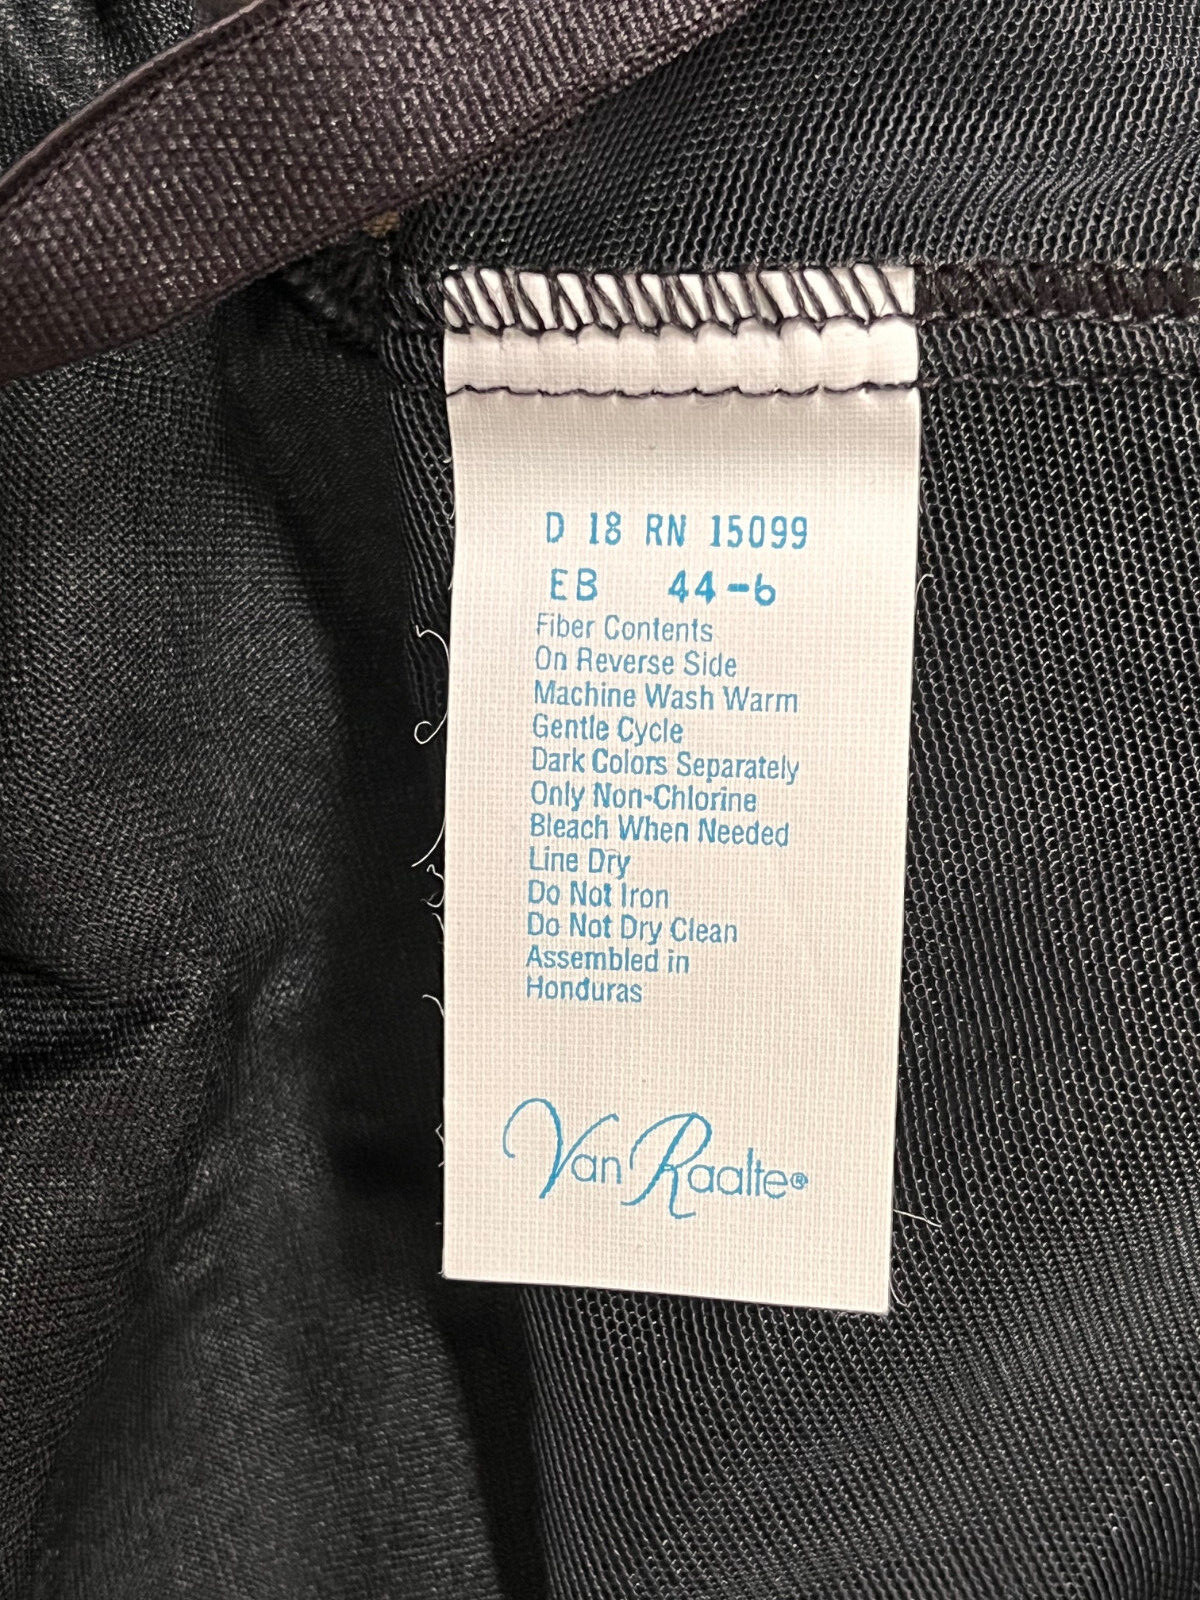 D 18 RN 15099
EB 44-6
Fiber Contents
On Reverse Side
Machine Wash Warm
Gentle Cycle
Dark Colors Separately
Only Non-Chlorine
Bleach When Needed
Line Dry
Do Not Iron
Do Not Dry Clean
Assembled in
Honduras
Van Raalte®